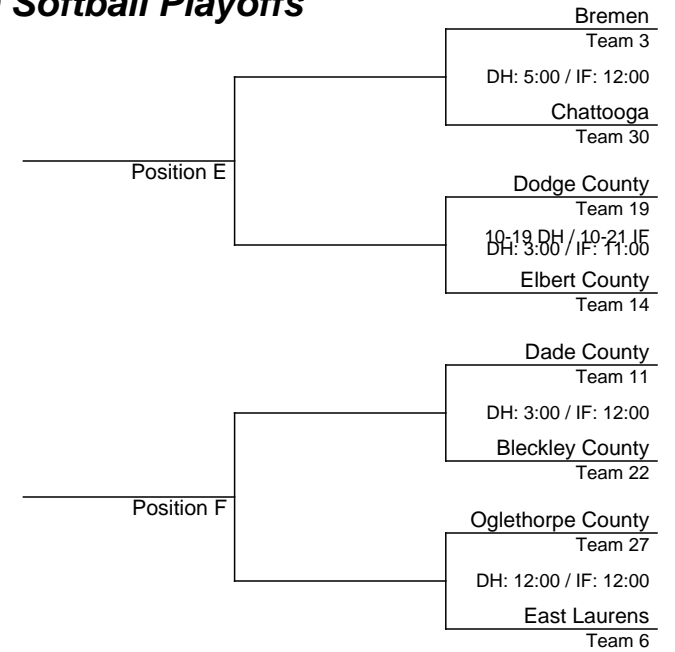 Softball Playoffs
Bremen
Team 3
DH: 5:00 / IF: 12:00
Chattooga
Team 30
Position E
Dodge County
Team 19
10-19 DH / 10-21 IF
DH: 3:00 / IF: 11:00
Elbert County
Team 14
Dade County
Team 11
DH: 3:00 / IF: 12:00
Bleckley County
Team 22
Position F
Oglethorpe County
Team 27
DH: 12:00 / IF: 12:00
East Laurens
Team 6